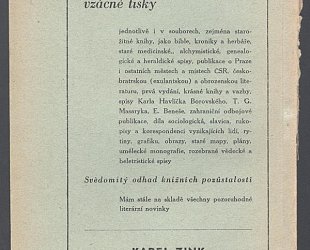 vzácné tisky
jednotlivě i v souborech, zejména staro-
žitné knihy, jako bible, kroniky a herbáře,
staré medicinské,, alchymistické, genealo-
gické a heraldické spisy, publikace o Praze
i ostatních městech a místech ČSR, česko-
bratrskou (exulantskou) a obrozenskou lite-
raturu, prvá vydání, krásné knihy a vazby,
spisy Karla Havlíčka Borovského, T. G.
Masaryka, E. Beneše, zahraniční odbojové
publikace, díla sociologická, slavica, ruko-
pisy a korespondenci vynikajících lidí, ry-
tiny, grafiku, obrazy, staré mapy, plány,
umělecké monografie, rozebrané vědecké a
beletristické spisy
Svědomitý odhad knižních pozůstalostí
Mám stále na skladě všechny pozoruhodné
literární novinky
KAREL ZINK